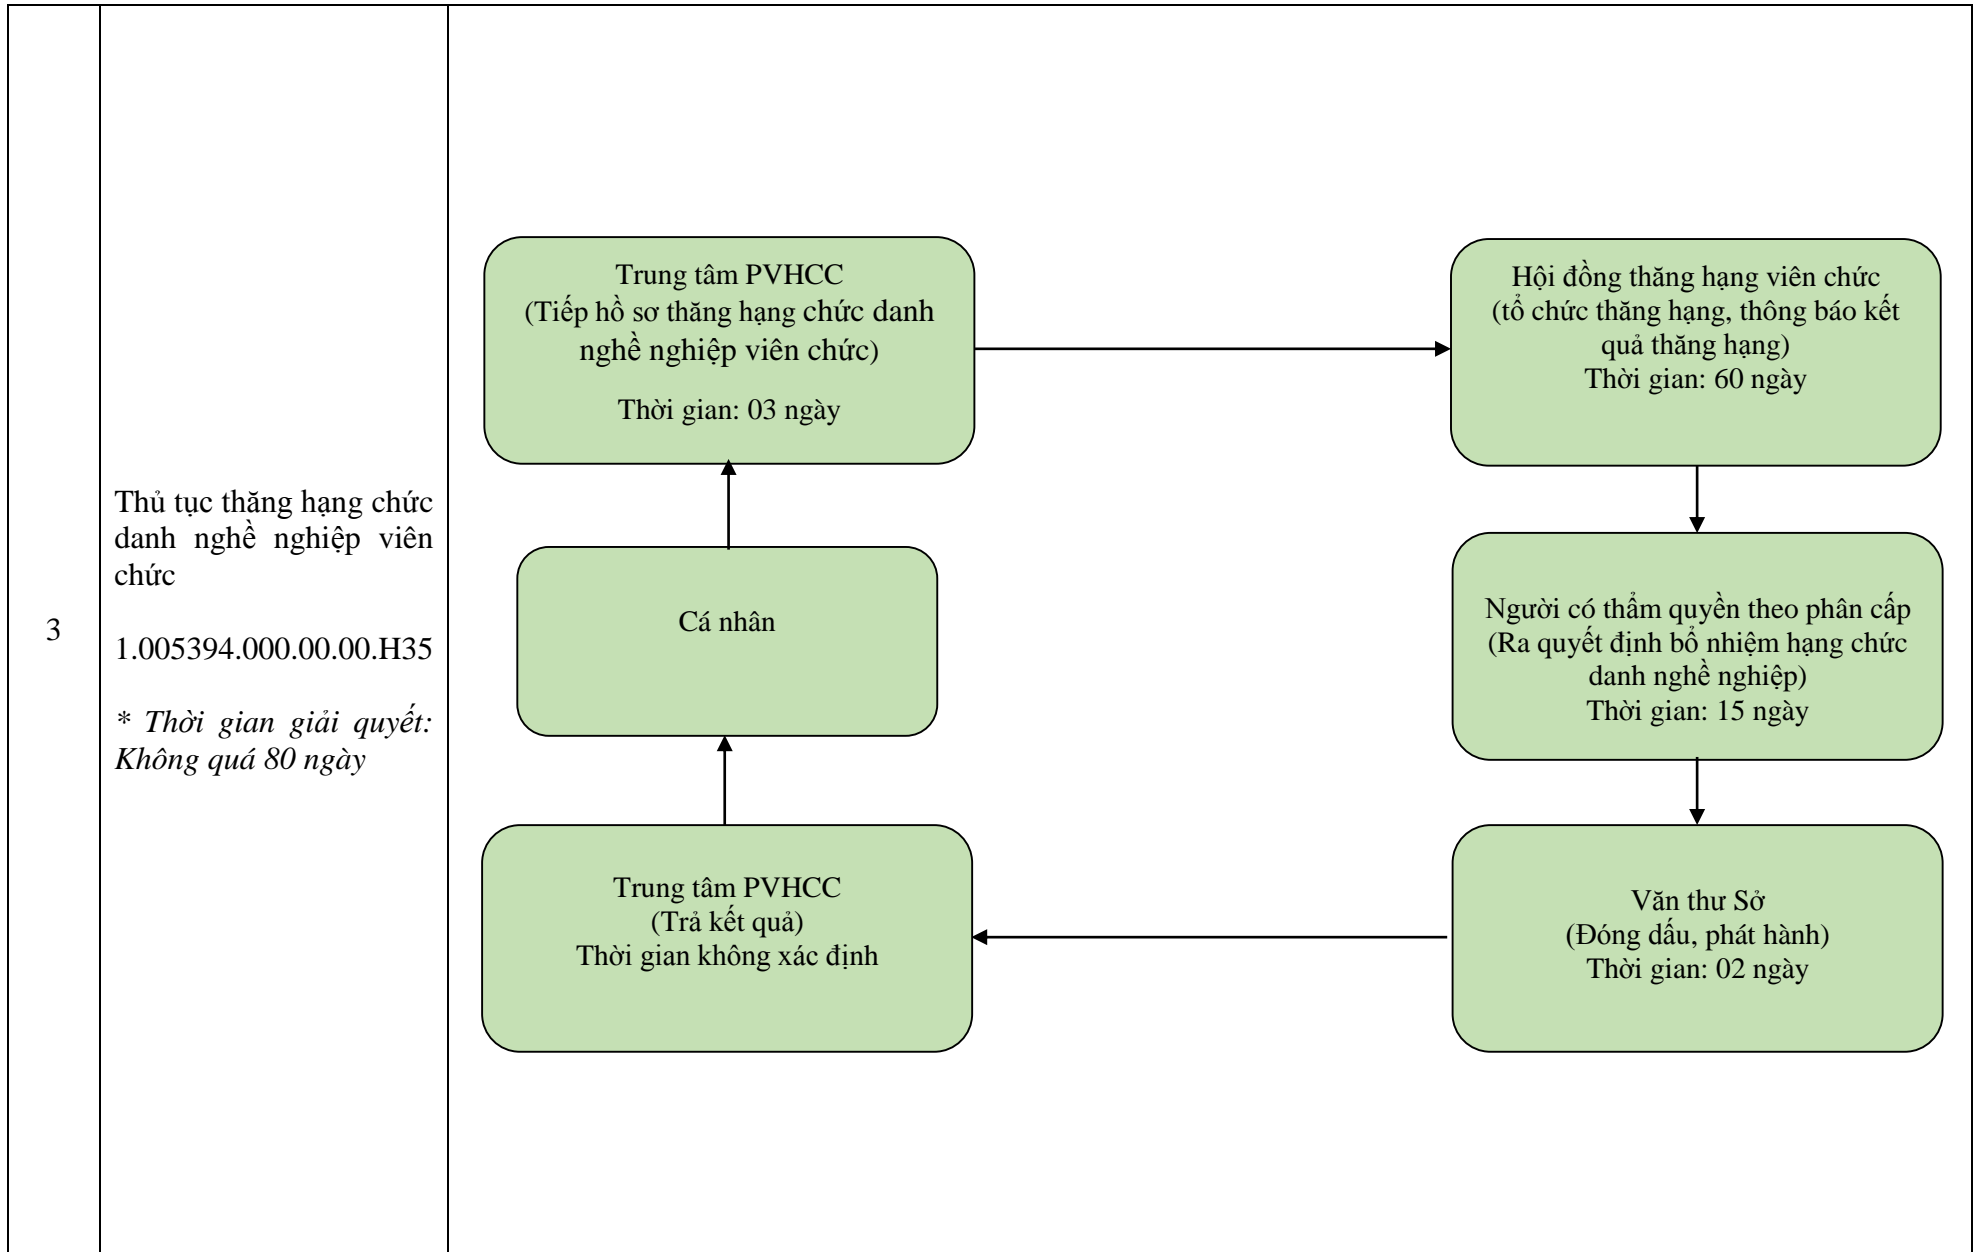 3
Thủ tục thăng hạng chức
danh nghề nghiệp viên
chức
1.005394.000.00.00.H35
* Thời gian giải quyết:
Không quá 80 ngày
Trung tâm PVHCC
(Tiếp hồ sơ thăng hạng chức danh
nghề nghiệp viên chức)
Thời gian: 03 ngày
Hội đồng thăng hạng viên chức
(tổ chức thăng hạng, thông báo kết
quả thăng hạng)
Thời gian: 60 ngày
Cá nhân
Người có thẩm quyền theo phân cấp
(Ra quyết định bổ nhiệm hạng chức
danh nghề nghiệp)
Thời gian: 15 ngày
Trung tâm PVHCC
(Trả kết quả)
Thời gian không xác định
Văn thư Sở
(Đóng dấu, phát hành)
Thời gian: 02 ngày